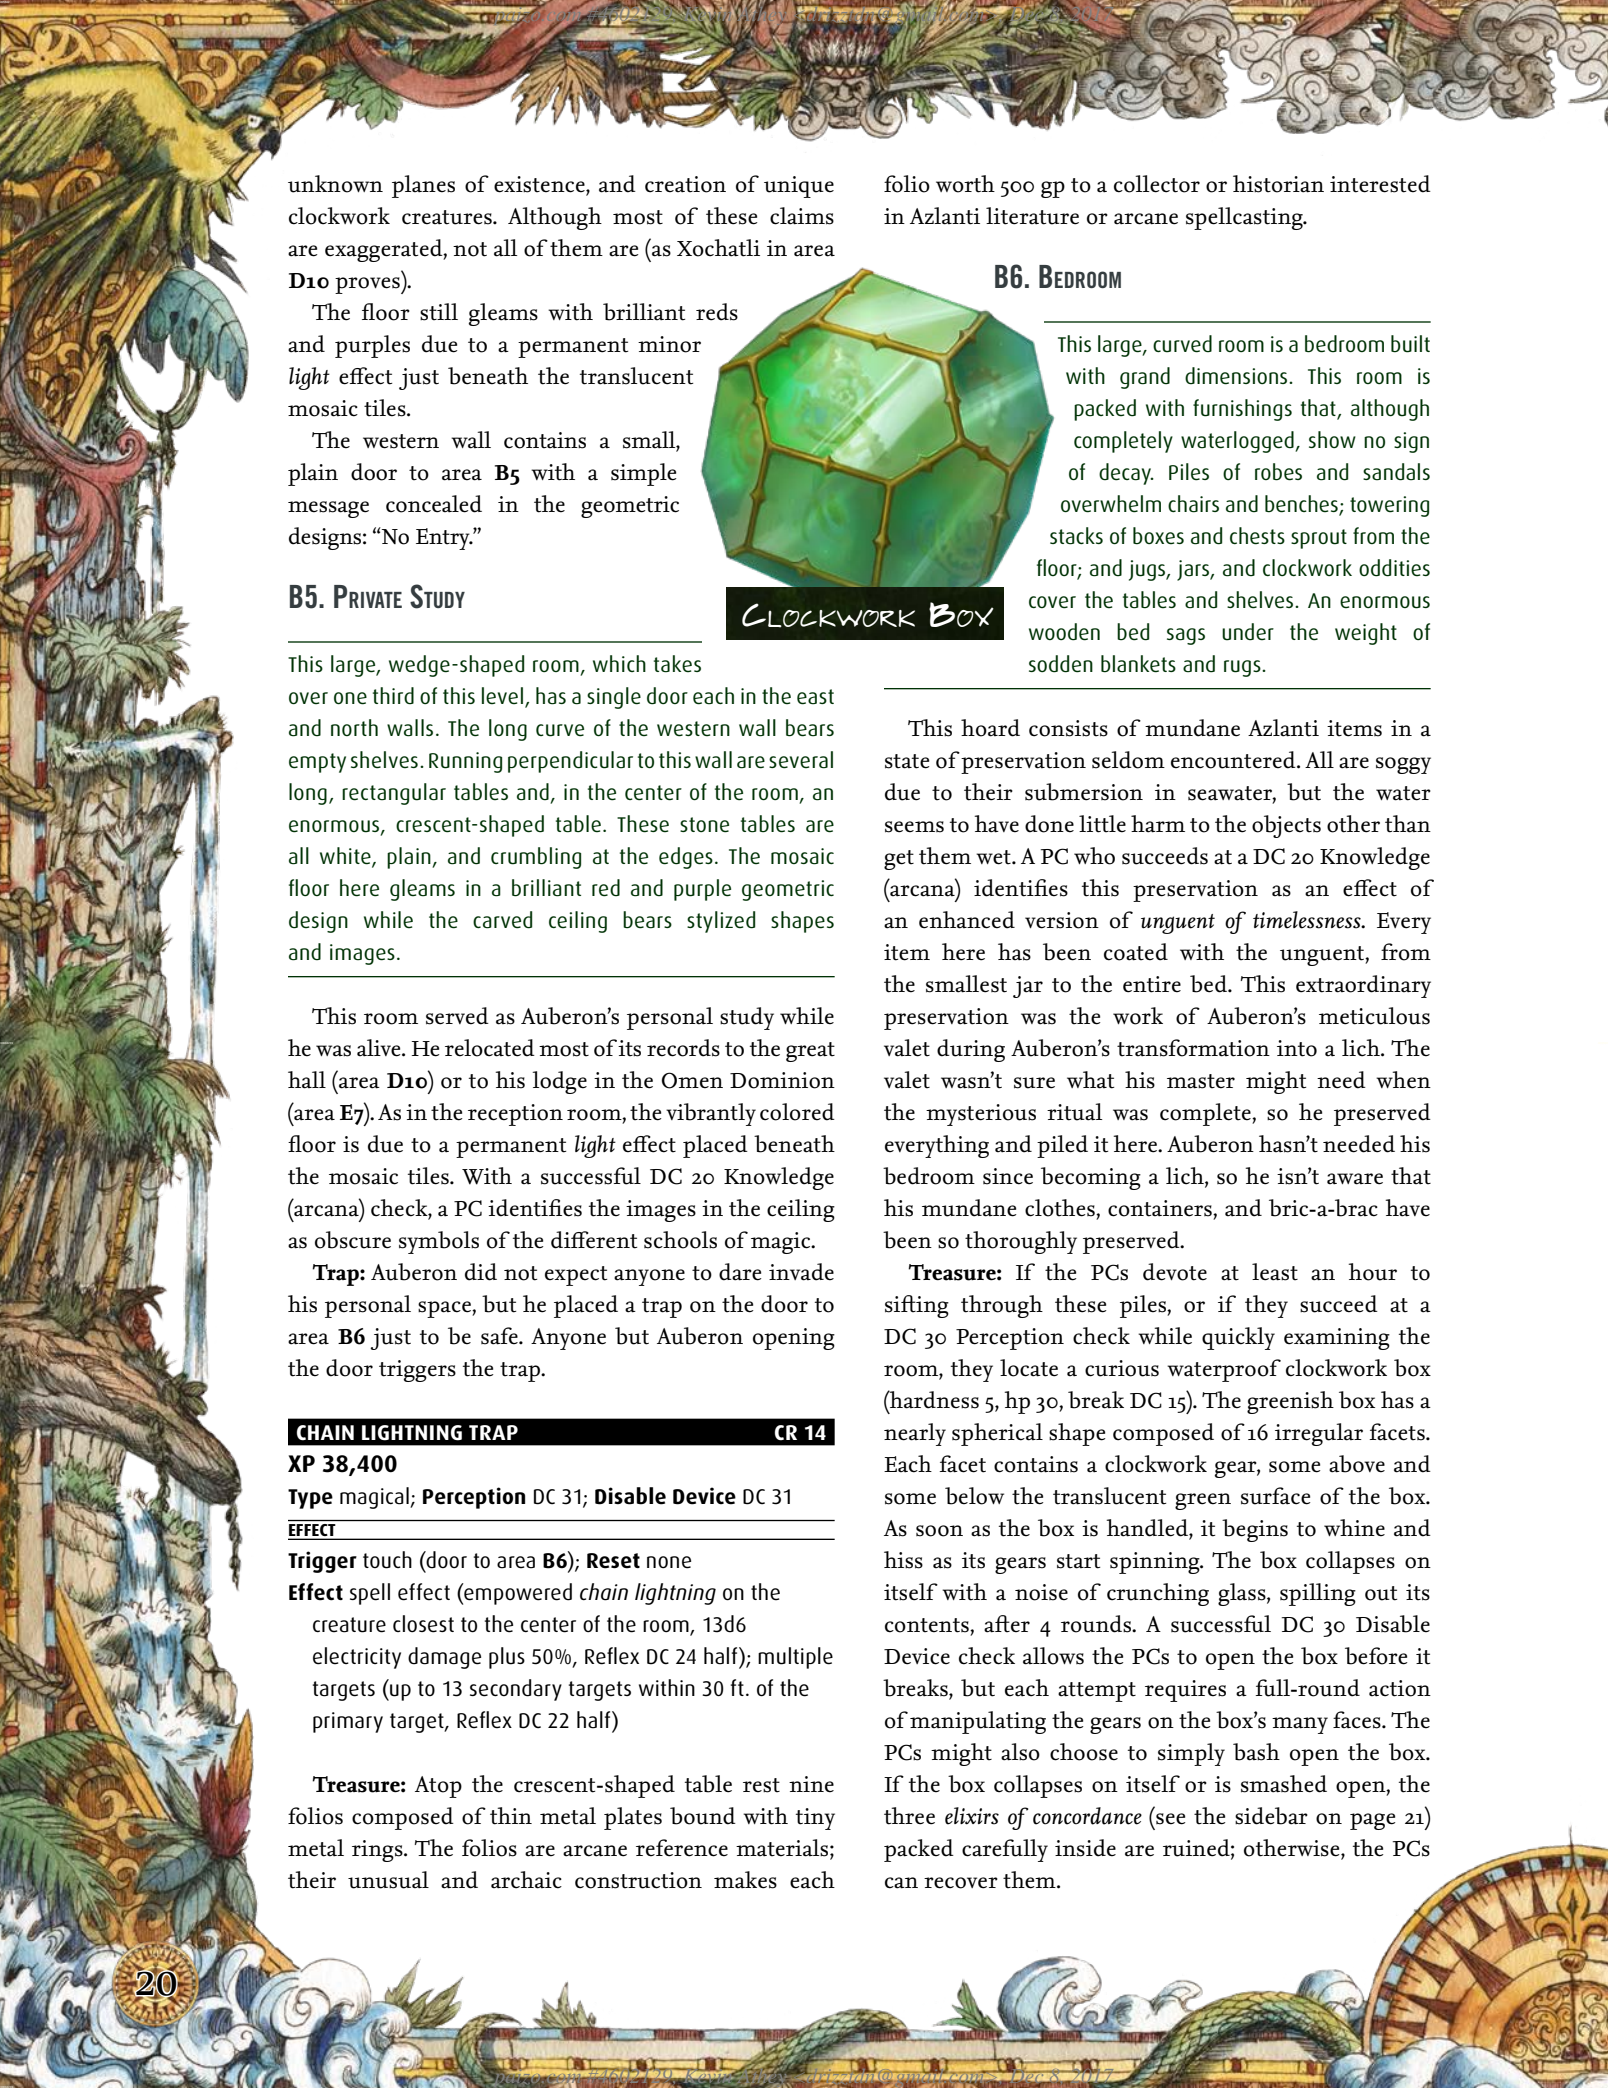 unknown planes of existence, and creation of unique
clockwork creatures. Although most of these claims
are exaggerated, not all of them are (as Xochatli in area
D10 proves).
The floor still gleams with brilliant reds
and purples due to a permanent minor
light effect just beneath the translucent
mosaic tiles.
The western wall contains a small,
plain door to area B5 with a simple
message concealed in the geometric
designs: “No Entry.”
B5. Private Study
This large, wedge-shaped room, which takes
over one third of this level, has a single door each in the east
and north walls. The long curve of the western wall bears
empty shelves. Running perpendicular to this wall are several
long, rectangular tables and, in the center of the room, an
enormous, crescent-shaped table. These stone tables are
all white, plain, and crumbling at the edges. The mosaic
floor here gleams in a brilliant red and purple geometric
design while the carved ceiling bears stylized shapes
and images.
This room served as Auberon’s personal study while
he was alive. He relocated most of its records to the great
hall (area D10) or to his lodge in the Omen Dominion
(area E7). As in the reception room, the vibrantly colored
floor is due to a permanent light effect placed beneath
the mosaic tiles. With a successful DC 20 Knowledge
(arcana) check, a PC identifies the images in the ceiling
as obscure symbols of the different schools of magic.
Trap: Auberon did not expect anyone to dare invade
his personal space, but he placed a trap on the door to
area B6 just to be safe. Anyone but Auberon opening
the door triggers the trap.
CHAIN LIGHTNING TRAP CR 14
XP 38,400
Type magical; Perception DC 31; Disable Device DC 31
EFFECT
Trigger touch (door to area B6); Reset none
Effect spell effect (empowered chain lightning on the
creature closest to the center of the room, 13d6
electricity damage plus 50%, Reflex DC 24 half); multiple
targets (up to 13 secondary targets within 30 ft. of the
primary target, Reflex DC 22 half)
Treasure: Atop the crescent-shaped table rest nine
folios composed of thin metal plates bound with tiny
metal rings. The folios are arcane reference materials;
their unusual and archaic construction makes each
folio worth 500 gp to a collector or historian interested
in Azlanti literature or arcane spellcasting.
Clockwork Box
B6. Bedroom
This large, curved room is a bedroom built
with grand dimensions. This room is
packed with furnishings that, although
completely waterlogged, show no sign
of decay. Piles of robes and sandals
overwhelm chairs and benches; towering
stacks of boxes and chests sprout from the
floor; and jugs, jars, and clockwork oddities
cover the tables and shelves. An enormous
wooden bed sags under the weight of
sodden blankets and rugs.
This hoard consists of mundane Azlanti items in a
state of preservation seldom encountered. All are soggy
due to their submersion in seawater, but the water
seems to have done little harm to the objects other than
get them wet. A PC who succeeds at a DC 20 Knowledge
(arcana) identifies this preservation as an effect of
an enhanced version of unguent of timelessness. Every
item here has been coated with the unguent, from
the smallest jar to the entire bed. This extraordinary
preservation was the work of Auberon’s meticulous
valet during Auberon’s transformation into a lich. The
valet wasn’t sure what his master might need when
the mysterious ritual was complete, so he preserved
everything and piled it here. Auberon hasn’t needed his
bedroom since becoming a lich, so he isn’t aware that
his mundane clothes, containers, and bric-a-brac have
been so thoroughly preserved.
Treasure: If the PCs devote at least an hour to
sifting through these piles, or if they succeed at a
DC 30 Perception check while quickly examining the
room, they locate a curious waterproof clockwork box
(hardness 5, hp 30, break DC 15). The greenish box has a
nearly spherical shape composed of 16 irregular facets.
Each facet contains a clockwork gear, some above and
some below the translucent green surface of the box.
As soon as the box is handled, it begins to whine and
hiss as its gears start spinning. The box collapses on
itself with a noise of crunching glass, spilling out its
contents, after 4 rounds. A successful DC 30 Disable
Device check allows the PCs to open the box before it
breaks, but each attempt requires a full-round action
of manipulating the gears on the box’s many faces. The
PCs might also choose to simply bash open the box.
If the box collapses on itself or is smashed open, the
three elixirs of concordance (see the sidebar on page 21)
packed carefully inside are ruined; otherwise, the PCs
can recover them.
20